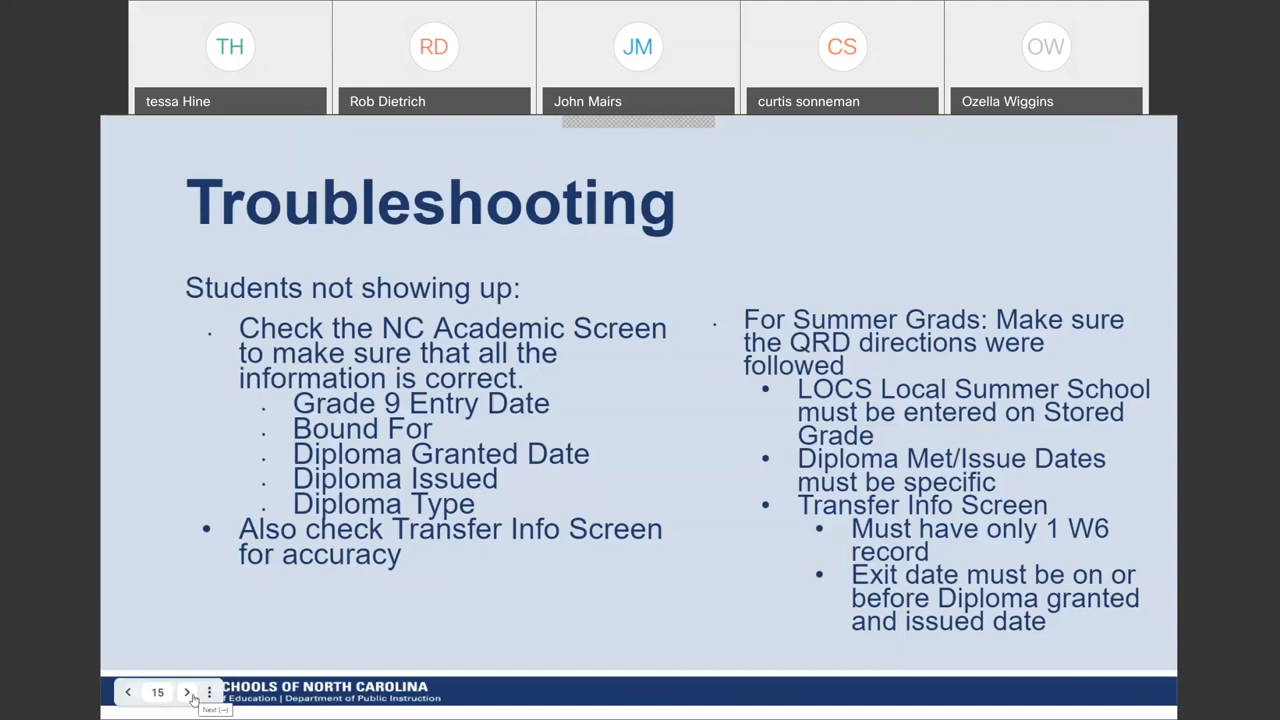 TH
RD
JM
CS
OW
tessa Hine
Rob Dietrich
John Mairs
curtis sonneman
Ozella Wiggins
Troubleshooting
Students not showing up:
· Check the NC Academic Screen
to make sure that all the
information is correct.
· Grade 9 Entry Date
· Bound For
· Diploma Granted Date
· Diploma Issued
· Diploma Type
• Also check Transfer Info Screen
for accuracy
· For Summer Grads: Make sure
the QRD directions were
followed
• LOCS Local Summer School
must be entered on Stored
Grade
• Diploma Met/Issue Dates
must be specific
• Transfer Info Screen
• Must have only 1 W6
record
• Exit date must be on or
before Diploma granted
and issued date
15
CHOOLS OF NORTH CAROLINA
f Education | Department of Public Instruction
Next (→)